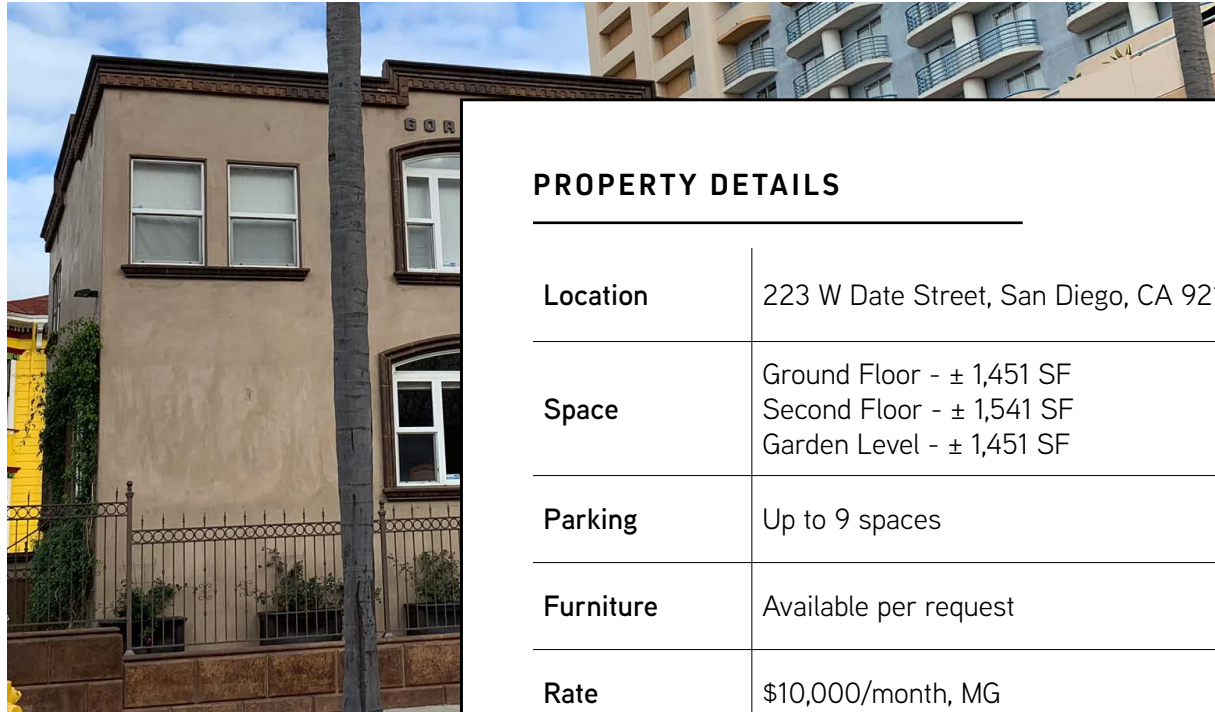 GOR
PROPERTY DETAILS
Location
223 W Date Street, San Diego, CA 92
Space
Ground Floor - ± 1,451 SF
Second Floor - ± 1,541 SF
Garden Level - ± 1,451 SF
Parking
Up to 9 spaces
Furniture
Available per request
Rate
$10,000/month, MG